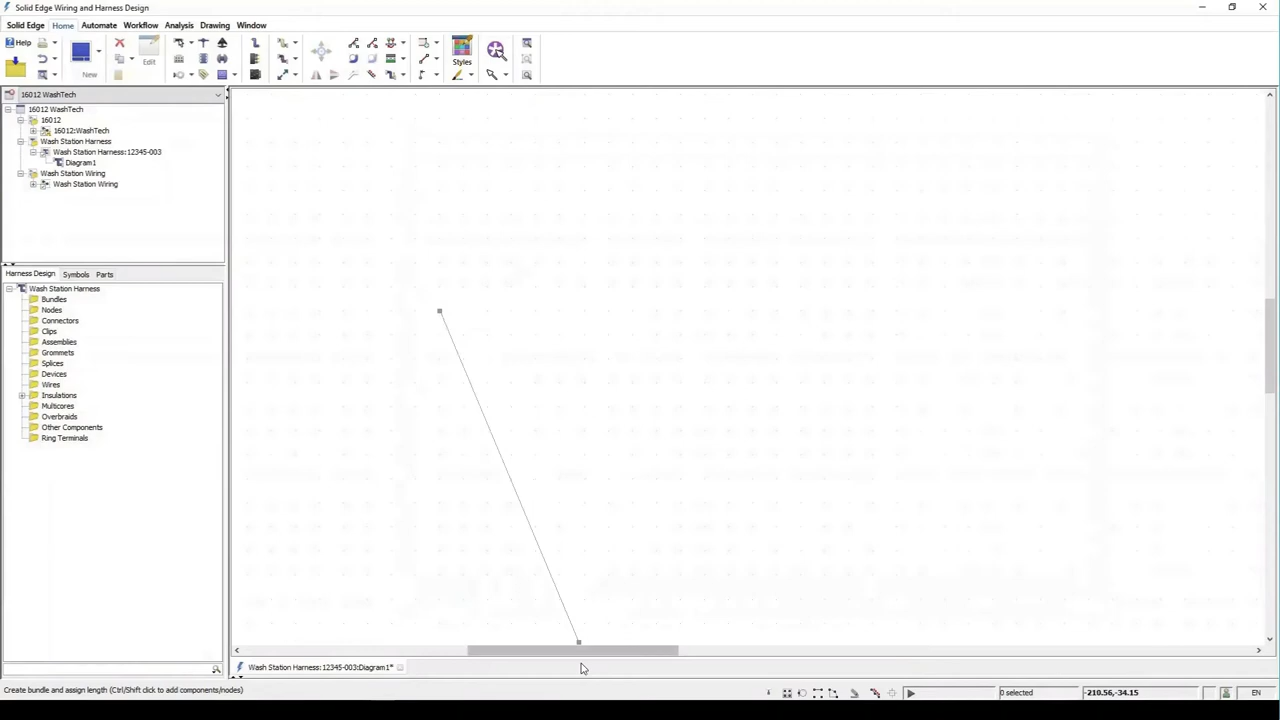 Solid Edge Wiring and Harness Design
Solid Edge Home Automate Workflow Analysis Drawing Window
Help
New
Edit
Styles
16012 WashTech
16012 WashTech
16012
16012:WashTech
Wash Station Harness
Wash Station Harness:12345-003
Diagram1
Wash Station Wiring
Wash Station Wiring
Harness Design Symbols Parts
Wash Station Harness
Bundles
Nodes
Connectors
Clips
Assemblies
Grommets
Splices
Devices
Wires
Insulations
Multicores
Overbraids
Other Components
Ring Terminals
Wash Station Harness:12345-003:Diagram1*
Create bundle and assign length (Ctrl/Shift click to add components/nodes)
0 selected
-210.56,-34.15
EN